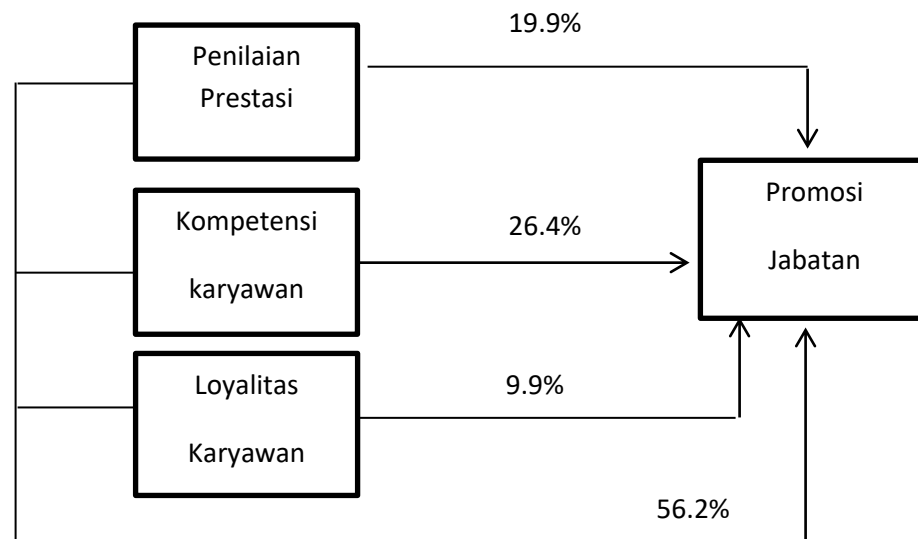 19.9%
Penilaian
Prestasi
Kompetensi
karyawan
26.4%
Promosi
Jabatan
Loyalitas
Karyawan
9.9%
56.2%